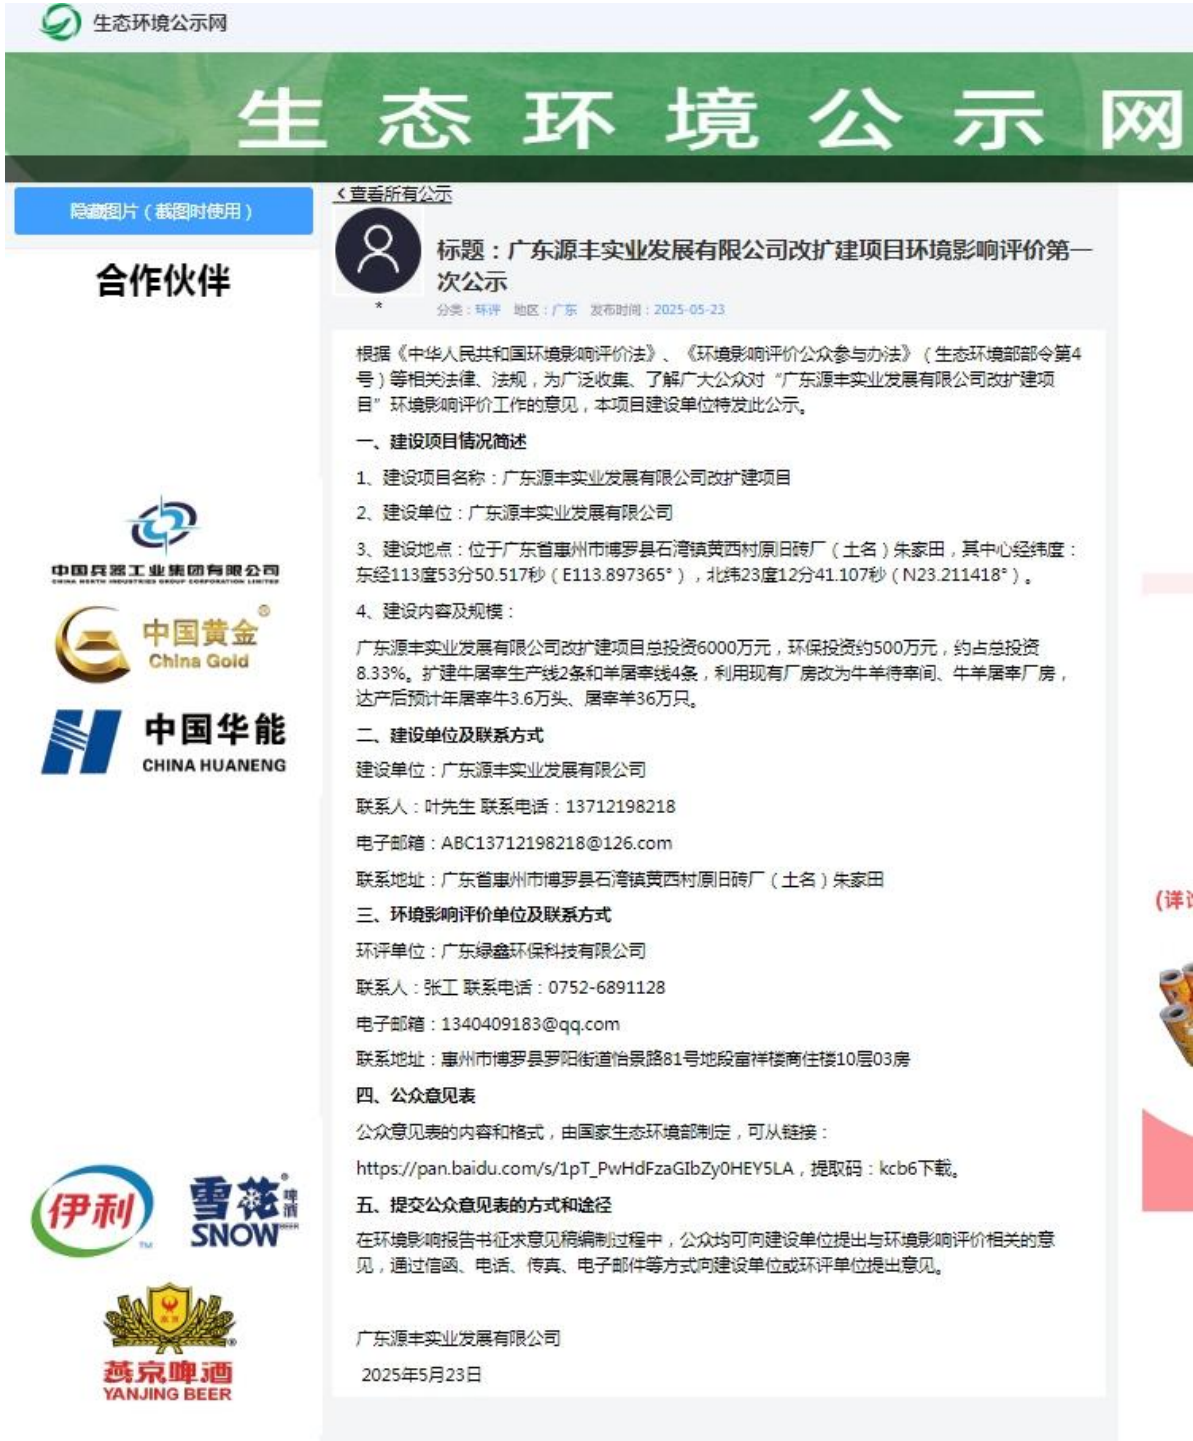 生态环境公示网
生态环境公示网
隐藏图片（截图时使用）
合作伙伴
中国兵器工业集团有限公司
CHINA NORTH INDUSTRIES GROUP CORPORATION LIMITED
中国黄金
China Gold
中国华能
CHINA HUANENG
伊利
TM
雪花啤酒
SNOW BEER
燕京啤酒
YANJING BEER
<查看所有公示
标题：广东源丰实业发展有限公司改扩建项目环境影响评价第一
次公示
*
分类：环评 地区：广东 发布时间：2025-05-23
根据《中华人民共和国环境影响评价法》、《环境影响评价公众参与办法》（生态环境部部令第4
号）等相关法律、法规，为广泛收集、了解广大公众对“广东源丰实业发展有限公司改扩建项
目”环境影响评价工作的意见，本项目建设单位特发此公示。
一、建设项目情况简述
1、建设项目名称：广东源丰实业发展有限公司改扩建项目
2、建设单位：广东源丰实业发展有限公司
3、建设地点：位于广东省惠州市博罗县石湾镇黄西村原旧砖厂（土名）朱家田，其中心经纬度：
东经113度53分50.517秒（E113.897365°），北纬23度12分41.107秒（N23.211418°）。
4、建设内容及规模：
广东源丰实业发展有限公司改扩建项目总投资6000万元，环保投资约500万元，约占总投资
8.33%。扩建牛屠宰生产线2条和羊屠宰线4条，利用现有厂房改为牛羊待宰间、牛羊屠宰厂房，
达产后预计年屠宰牛3.6万头、屠宰羊36万只。
二、建设单位及联系方式
建设单位：广东源丰实业发展有限公司
联系人：叶先生 联系电话：13712198218
电子邮箱：ABC13712198218@126.com
联系地址：广东省惠州市博罗县石湾镇黄西村原旧砖厂（土名）朱家田
三、环境影响评价单位及联系方式
环评单位：广东绿鑫环保科技有限公司
联系人：张工 联系电话：0752-6891128
电子邮箱：1340409183@qq.com
联系地址：惠州市博罗县罗阳街道怡景路81号地段富祥楼商住楼10层03房
四、公众意见表
公众意见表的内容和格式，由国家生态环境部制定，可从链接：
https://pan.baidu.com/s/1pT_PwHdFzaGIbZy0HEY5LA，提取码：kcb6下载。
五、提交公众意见表的方式和途径
在环境影响报告书征求意见稿编制过程中，公众均可向建设单位提出与环境影响评价相关的意
见，通过信函、电话、传真、电子邮件等方式向建设单位或环评单位提出意见。
广东源丰实业发展有限公司
2025年5月23日